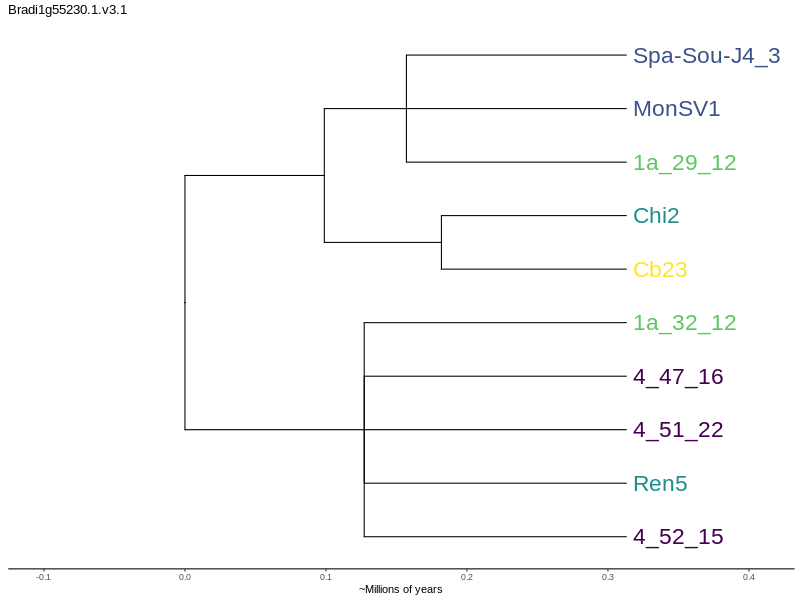 Bradi1g55230.1.v3.1
Spa-Sou-J4_3
MonSV1
1a_29_12
Chi2
Cb23
1a_32_12
4_47_16
4_51_22
Ren5
4_52_15
-0.1 0.0 0.1 0.2 0.3 0.4
~Millions of years